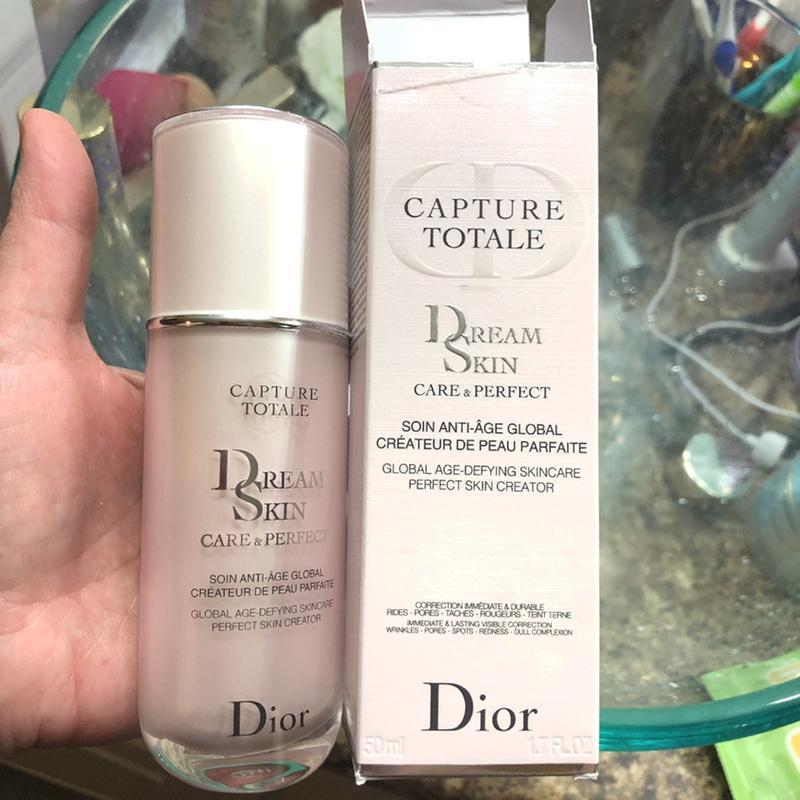 CAPTURE
TOTALE
DREAM
SKIN
CARE & PERFECT
SOIN ANTI-ÂGE GLOBAL
CRÉATEUR DE PEAU PARFAITE
GLOBAL AGE-DEFYING SKINCARE
PERFECT SKIN CREATOR
Dior
CAPTURE
TOTALE
DREAM
SKIN
CARE & PERFECT
SOIN ANTI-ÂGE GLOBAL
CRÉATEUR DE PEAU PARFAITE
GLOBAL AGE-DEFYING SKINCARE
PERFECT SKIN CREATOR
CORRECTION IMMÉDIATE & DURABLE
RIDES - PORES - TACHES - ROUGEURS - TEINT TERNE
IMMEDIATE & LASTING VISIBLE CORRECTION
WRINKLES - PORES - SPOTS - REDNESS - DULL COMPLEXION
Dior
50 ml 1.7 FL.OZ